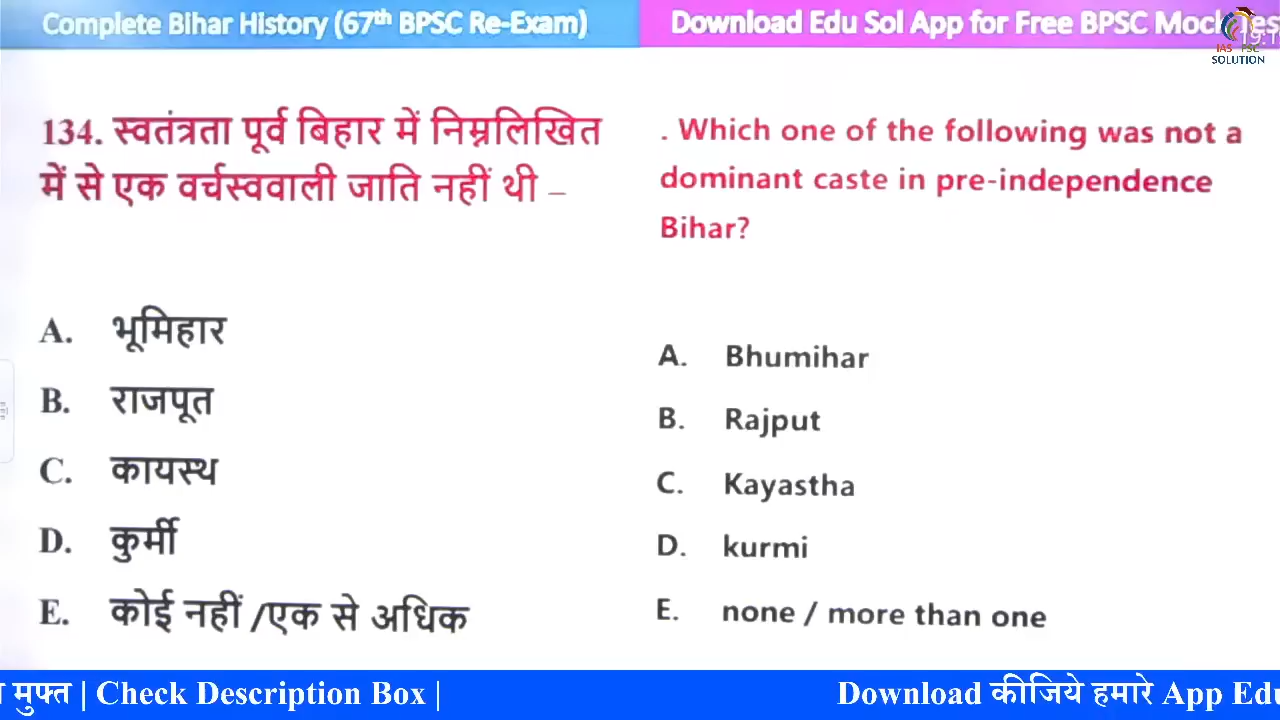 Complete Bihar History (67th BPSC Re-Exam)
Download Edu Sol App for Free BPSC Mock
IAS PSC
SOLUTION
134. स्वतंत्रता पूर्व बिहार में निम्नलिखित
में से एक वर्चस्ववाली जाति नहीं थी –
A. भूमिहार
B. राजपूत
C. कायस्थ
D. कुर्मी
E. कोई नहीं /एक से अधिक
. Which one of the following was not a
dominant caste in pre-independence
Bihar?
A. Bhumihar
B. Rajput
C. Kayastha
D. kurmi
E. none / more than one
मुफ्त | Check Description Box |
Download कीजिये हमारे App Edu